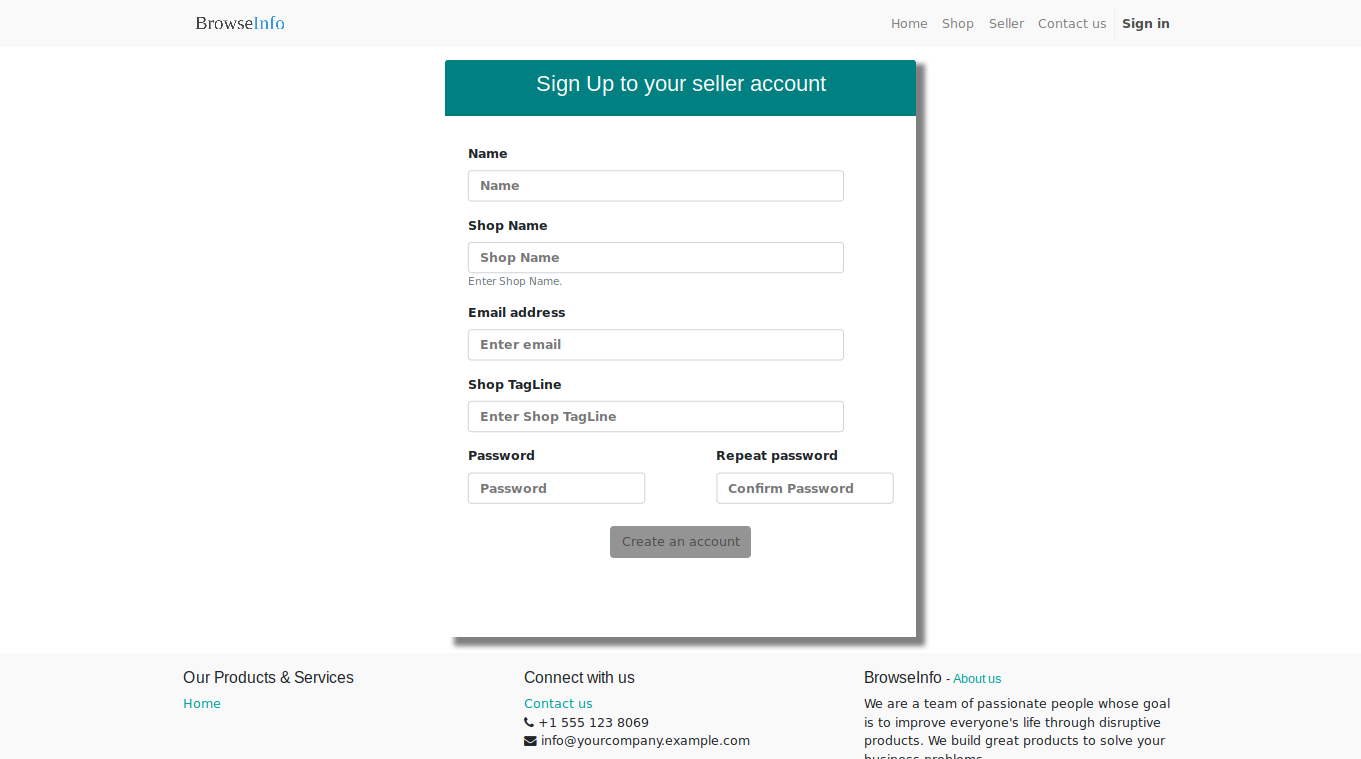 BrowseInfo
Home Shop Seller Contact us Sign in
Sign Up to your seller account
Name
Name
Shop Name
Shop Name
Enter Shop Name.
Email address
Enter email
Shop TagLine
Enter Shop TagLine
Password Repeat password
Password Confirm Password
Create an account
Our Products & Services
Home
Connect with us
Contact us
+1 555 123 8069
info@yourcompany.example.com
BrowseInfo - About us
We are a team of passionate people whose goal
is to improve everyone's life through disruptive
products. We build great products to solve your
business problems.